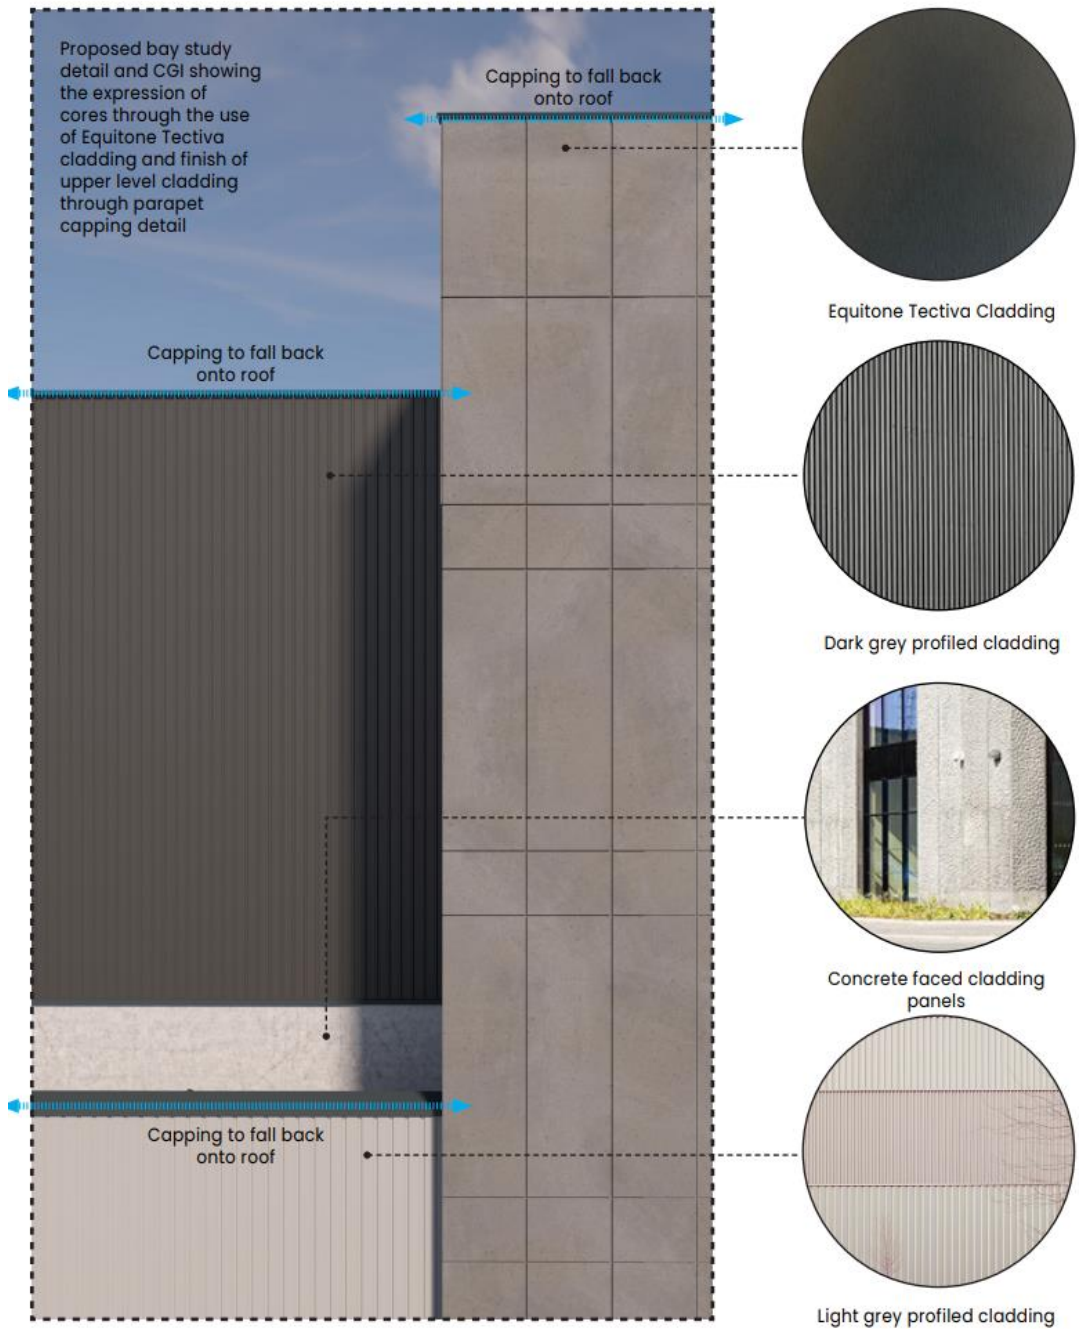 Proposed bay study
detail and CGI showing
the expression of
cores through the use
of Equitone Tectiva
cladding and finish of
upper level cladding
through parapet
capping detail
Capping to fall back
onto roof
Equitone Tectiva Cladding
Capping to fall back
onto roof
Dark grey profiled cladding
Concrete faced cladding
panels
Capping to fall back
onto roof
Light grey profiled cladding